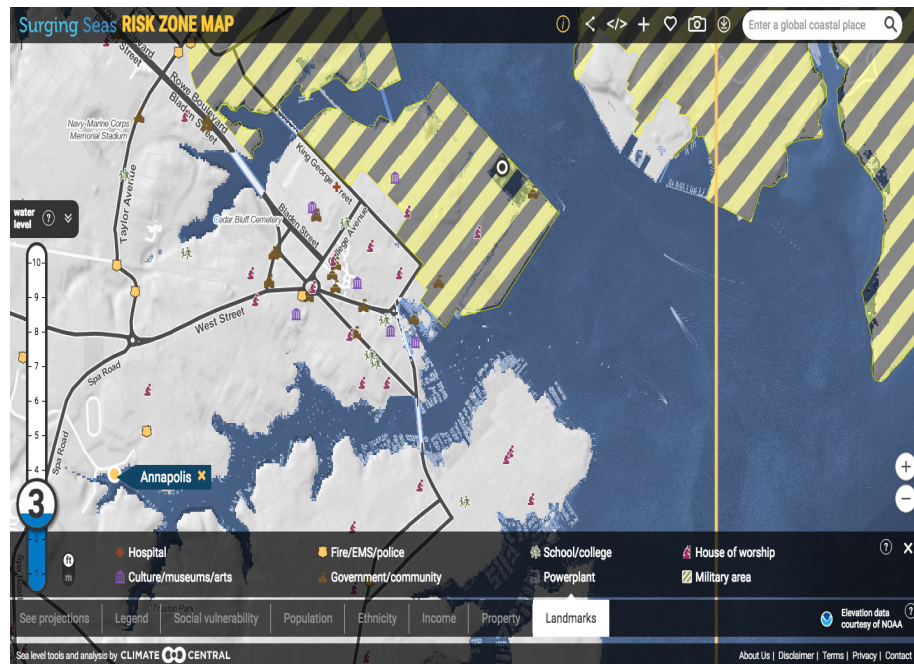 Surging Seas RISK ZONE MAP
Enter a global coastal place
Street
Rowe Boulevard
Bladen Street
Navy-Marine Corps
Memorial Stadium
King George Street
Taylor Avenue
water
level
?
Cedar Bluff Cemetery
Bladen Street
College Avenue
10
9
8
7
6
5
4
3
2
1
West Street
Spa Road
Spa Road
Annapolis ×
ft
m
Hospital
Fire/EMS/police
School/college
House of worship
?
×
Culture/museums/arts
Government/community
Powerplant
Military area
See projections
Legend
Social vulnerability
Population
Ethnicity
Income
Property
Landmarks
Elevation data
courtesy of NOAA
?
Sea level tools and analysis by CLIMATE CENTRAL
About Us | Disclaimer | Terms | Privacy | Contact